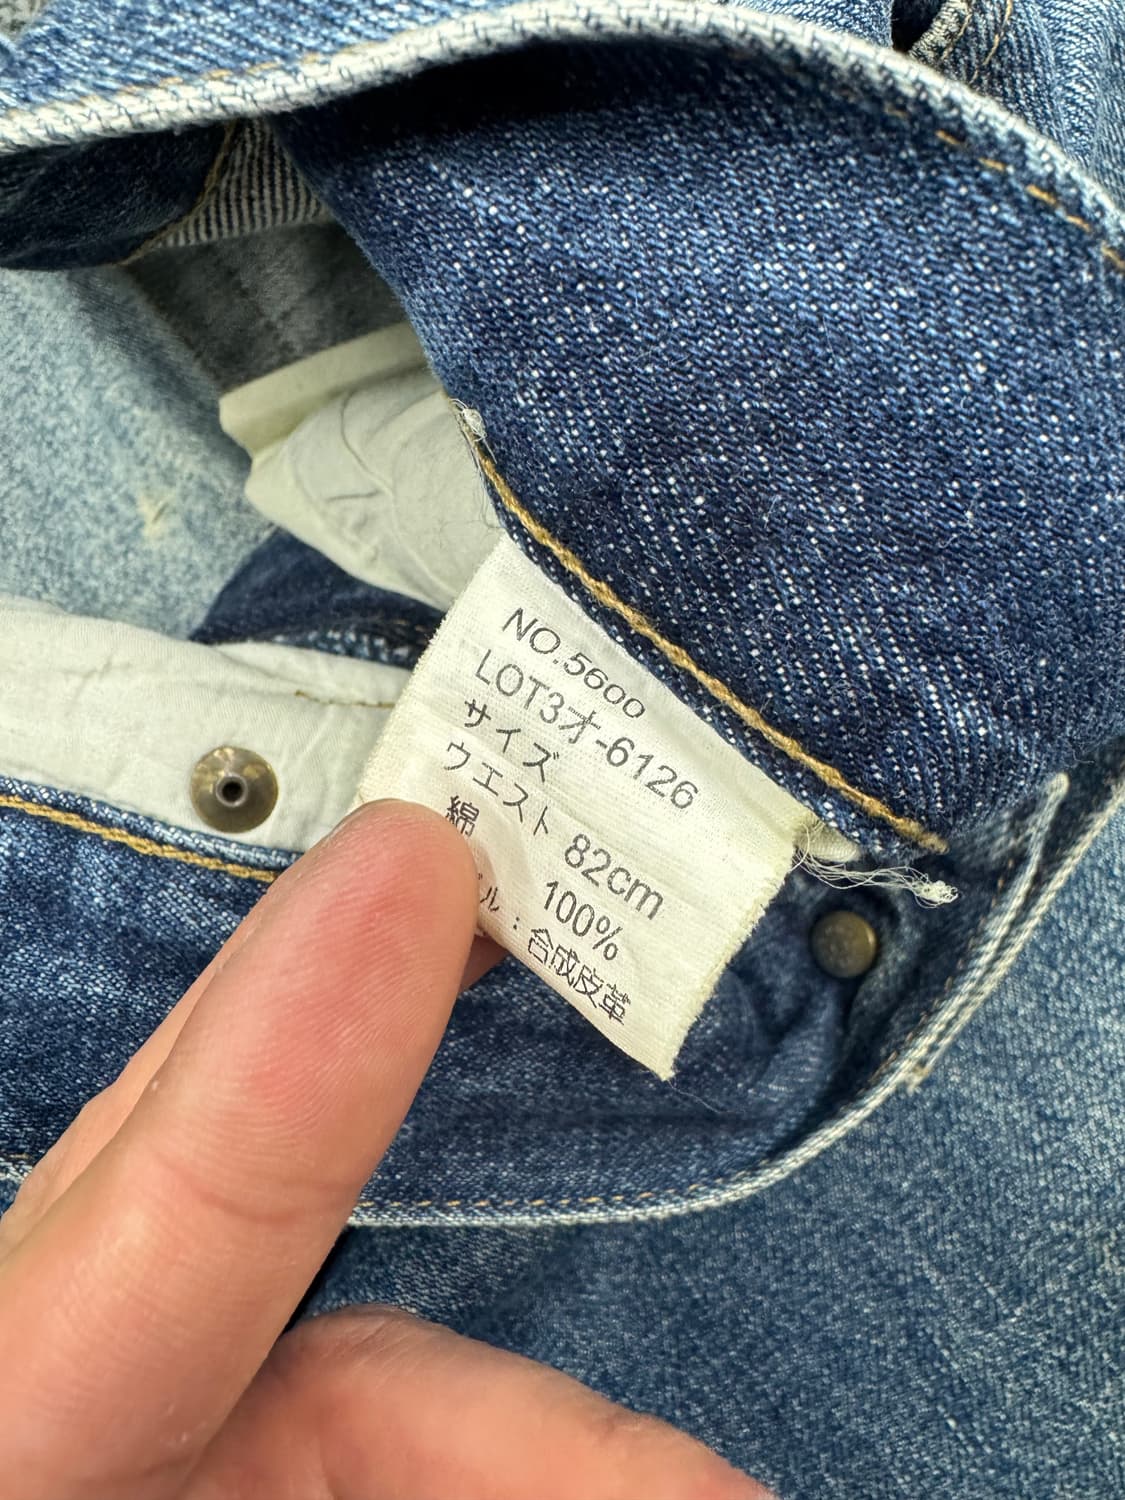 NO.5600
LOT3オ-6126
サイズ
ウエスト 82cm
綿 100%
ル：合成皮革